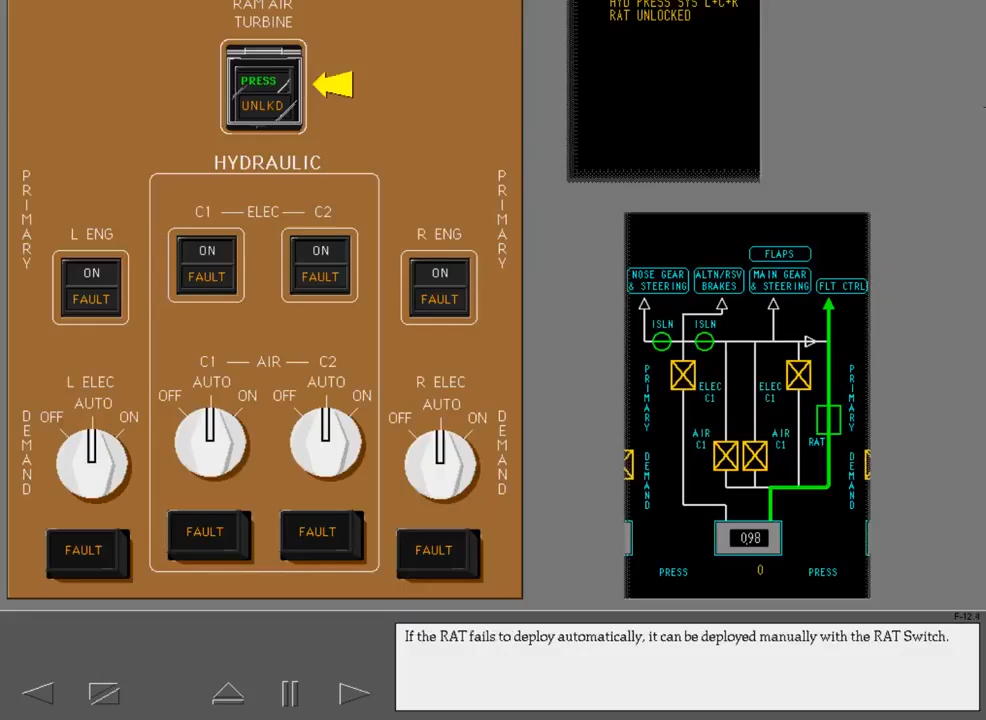 RAM AIR
TURBINE
PRESS
UNLKD
HYDRAULIC
PRIMARY
PRIMARY
C1 ELEC C2
L ENG
R ENG
ON
FAULT
ON
FAULT
ON
FAULT
ON
FAULT
C1 AIR C2
L ELEC
R ELEC
OFF AUTO ON
OFF AUTO ON
OFF AUTO ON
OFF AUTO ON
DEMAND
DEMAND
FAULT
FAULT
FAULT
FAULT
HYD PRESS SYS L+C+R
RAT UNLOCKED
FLAPS
NOSE GEAR
& STEERING
ALTN/RSV
BRAKES
MAIN GEAR
& STEERING
FLT CTRL
ISLN
ISLN
PRIMARY
PRIMARY
ELEC
C1
ELEC
C1
AIR
C1
AIR
C1
RAT
DEMAND
DEMAND
0.98
PRESS
0
PRESS
F-12.4
If the RAT fails to deploy automatically, it can be deployed manually with the RAT Switch.